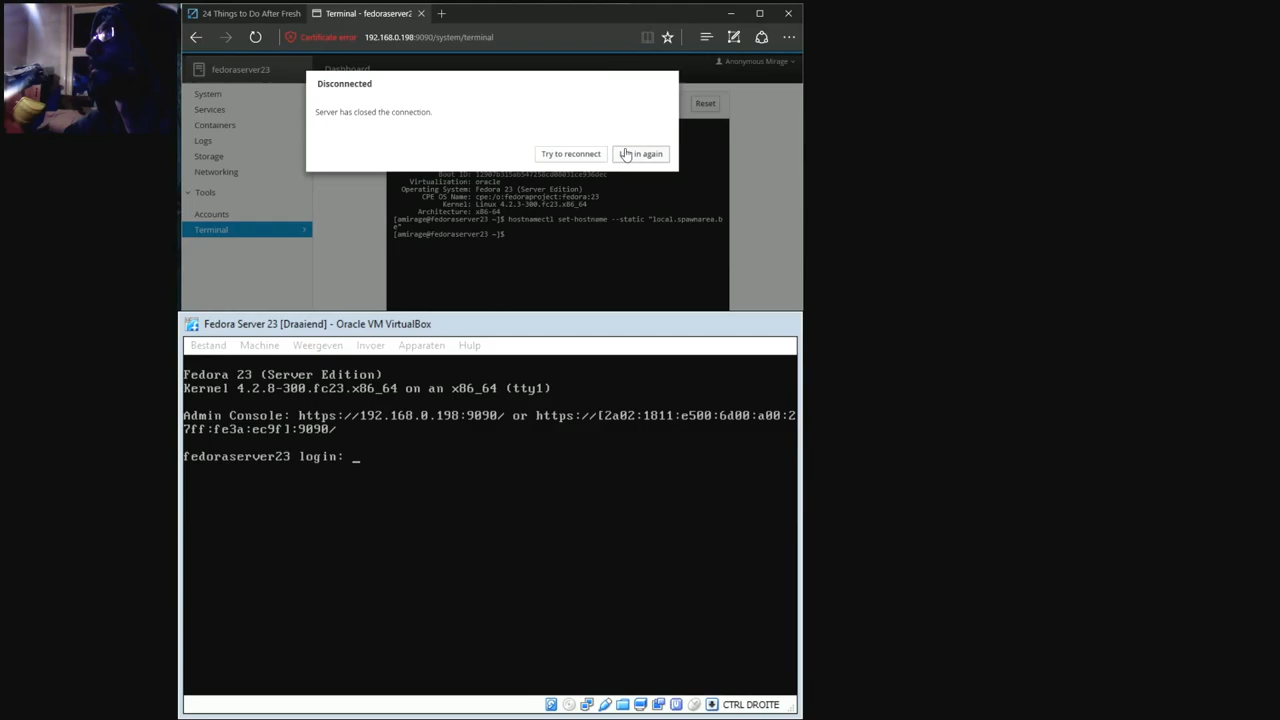 24 Things to Do After Fresh
Terminal - fedoraserver2
Certificate error
192.168.0.198:9090/system/terminal
fedoraserver23
Dashboard
Anonymous Mirage
System
Services
Containers
Logs
Storage
Networking
Tools
Accounts
Terminal
Disconnected
Server has closed the connection.
Try to reconnect
in again
Reset
Virtualization: oracle
Operating System: Fedora 23 (Server Edition)
CPE OS Name: cpe:/o:fedoraproject:fedora:23
Kernel: Linux 4.2.3-300.fc23.x86_64
Architecture: x86-64
[amirage@fedoraserver23 ~]$ hostnamectl set-hostname --static "local.spawnarea.b
e"
[amirage@fedoraserver23 ~]$
Fedora Server 23 [Draaiend] - Oracle VM VirtualBox
Bestand Machine Weergeven Invoer Apparaten Hulp
Fedora 23 (Server Edition)
Kernel 4.2.8-300.fc23.x86_64 on an x86_64 (tty1)
Admin Console: https://192.168.0.198:9090/ or https://[2a02:1811:e500:6d00:a00:2
7ff:fe3a:ec9f]:9090/
fedoraserver23 login: _
CTRL DROITE